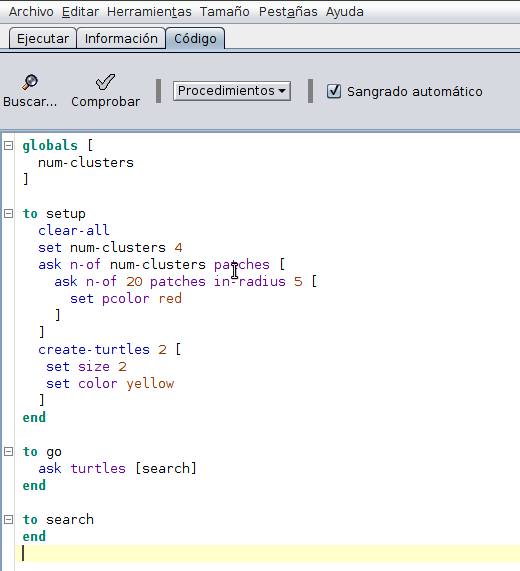 Archivo Editar Herramientas Tamaño Pestañas Ayuda
Ejecutar Información Código
Buscar... Comprobar Procedimientos Sangrado automático
globals [
  num-clusters
]
to setup
  clear-all
  set num-clusters 4
  ask n-of num-clusters patches [
    ask n-of 20 patches in-radius 5 [
      set pcolor red
    ]
  ]
  create-turtles 2 [
   set size 2
   set color yellow
  ]
end
to go
  ask turtles [search]
end
to search
end